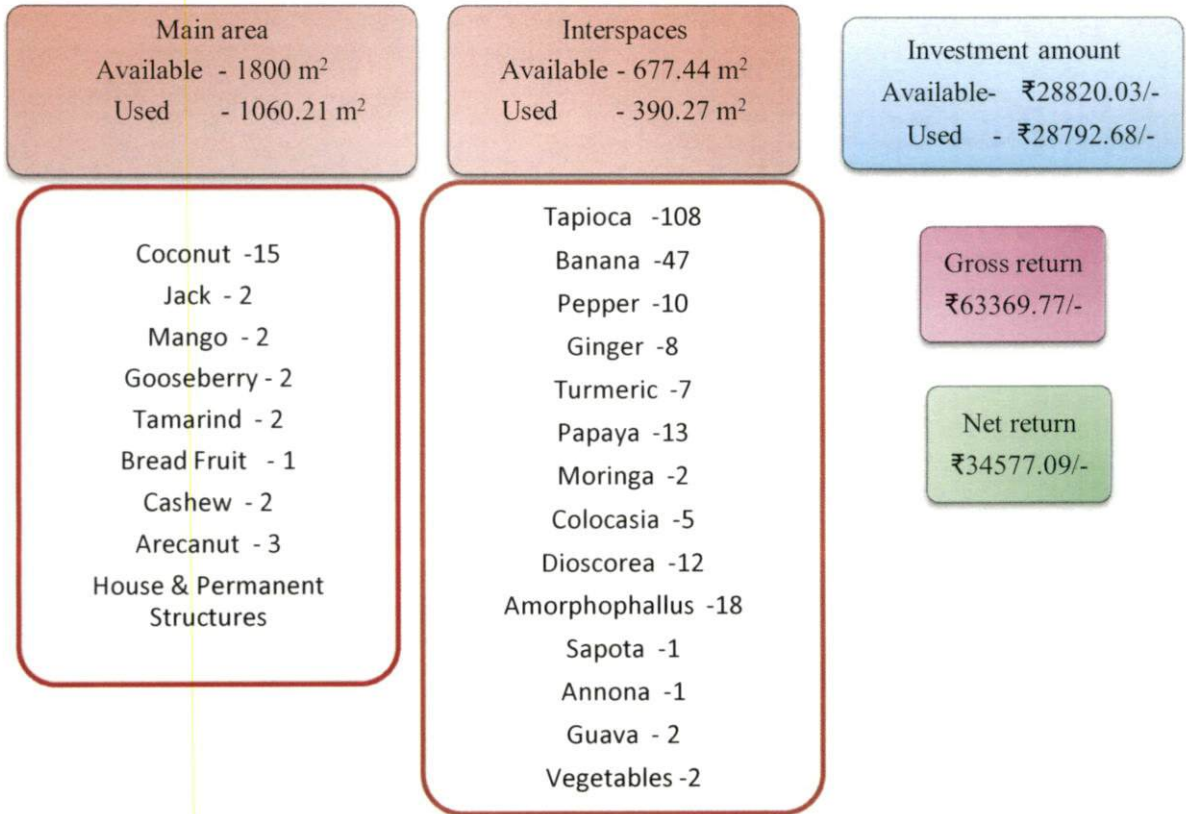 Main area
Available - 1800 m²
Used - 1060.21 m²
Interspaces
Available - 677.44 m²
Used - 390.27 m²
Investment amount
Available- ₹28820.03/-
Used - ₹28792.68/-
Coconut -15
Jack - 2
Mango - 2
Gooseberry - 2
Tamarind - 2
Bread Fruit - 1
Cashew - 2
Arecanut - 3
House & Permanent
Structures
Tapioca -108
Banana -47
Pepper -10
Ginger -8
Turmeric -7
Papaya -13
Moringa -2
Colocasia -5
Dioscorea -12
Amorphophallus -18
Sapota -1
Annona -1
Guava - 2
Vegetables -2
Gross return
₹63369.77/-
Net return
₹34577.09/-